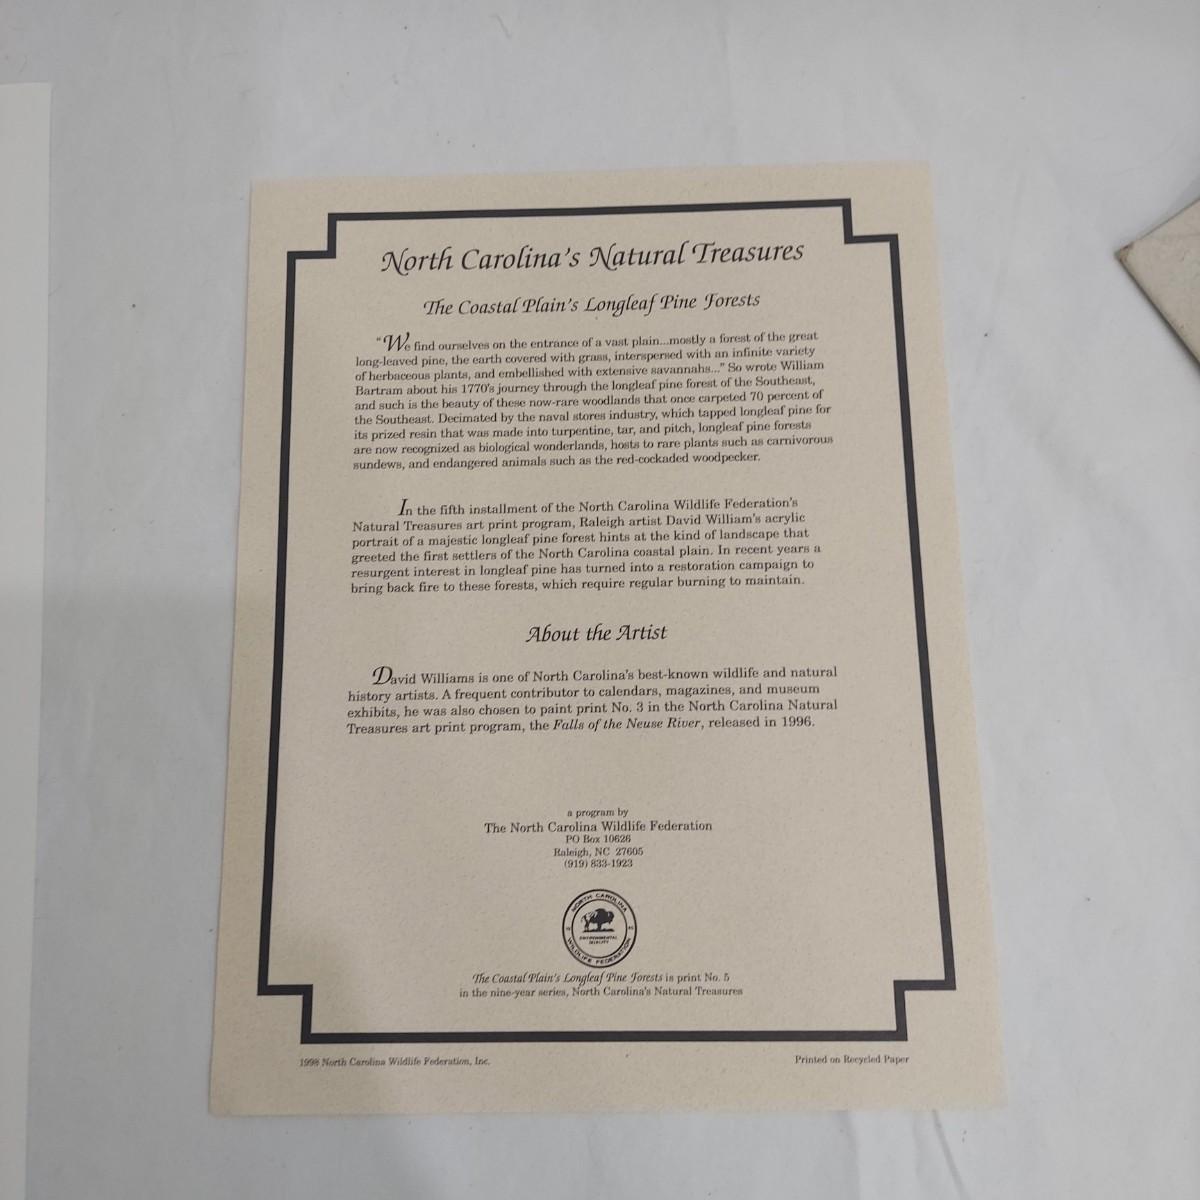 North Carolina's Natural Treasures
The Coastal Plain's Longleaf Pine Forests
"We find ourselves on the entrance of a vast plain...mostly a forest of the great
long-leaved pine, the earth covered with grass, interspersed with an infinite variety
of herbaceous plants, and embellished with extensive savannahs..." So wrote William
Bartram about his 1770's journey through the longleaf pine forest of the Southeast,
and such is the beauty of these now-rare woodlands that once carpeted 70 percent of
the Southeast. Decimated by the naval stores industry, which tapped longleaf pine for
its prized resin that was made into turpentine, tar, and pitch, longleaf pine forests
are now recognized as biological wonderlands, hosts to rare plants such as carnivorous
sundews, and endangered animals such as the red-cockaded woodpecker.
In the fifth installment of the North Carolina Wildlife Federation's
Natural Treasures art print program, Raleigh artist David William's acrylic
portrait of a majestic longleaf pine forest hints at the kind of landscape that
greeted the first settlers of the North Carolina coastal plain. In recent years a
resurgent interest in longleaf pine has turned into a restoration campaign to
bring back fire to these forests, which require regular burning to maintain.
About the Artist
David Williams is one of North Carolina's best-known wildlife and natural
history artists. A frequent contributor to calendars, magazines, and museum
exhibits, he was also chosen to paint print No. 3 in the North Carolina Natural
Treasures art print program, the Falls of the Neuse River, released in 1996.
a program by
The North Carolina Wildlife Federation
PO Box 10626
Raleigh, NC 27605
(919) 833-1923
NORTH CAROLINA
ENVIRONMENTAL
QUALITY
WILDLIFE FEDERATION
The Coastal Plain's Longleaf Pine Forests is print No. 5
in the nine-year series, North Carolina's Natural Treasures
1998 North Carolina Wildlife Federation, Inc.
Printed on Recycled Paper